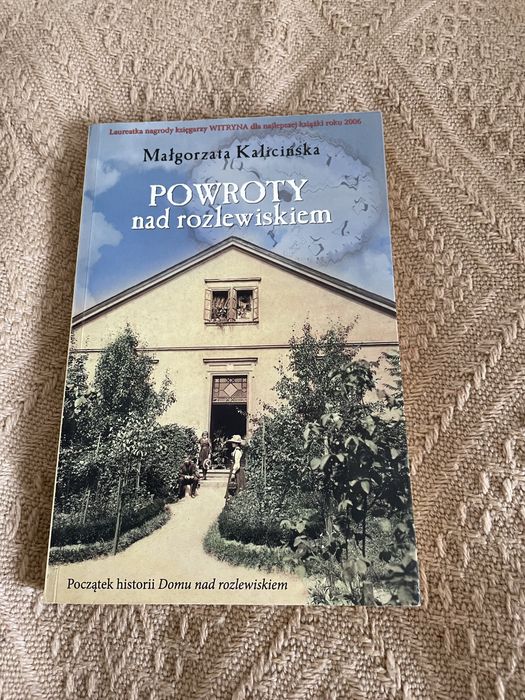 Laureatka nagrody księgarzy WITRYNA dla najlepszej książki roku 2006
Małgorzata Kalicińska
POWROTY
nad rozlewiskiem
Początek historii Domu nad rozlewiskiem